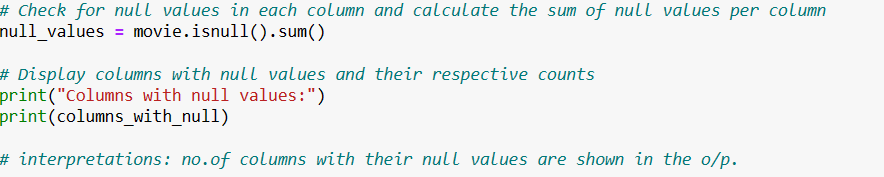 # Check for null values in each column and calculate the sum of null values per column
null_values = movie.isnull().sum()
# Display columns with null values and their respective counts
print("Columns with null values:")
print(columns_with_null)
# interpretations: no.of columns with their null values are shown in the o/p.